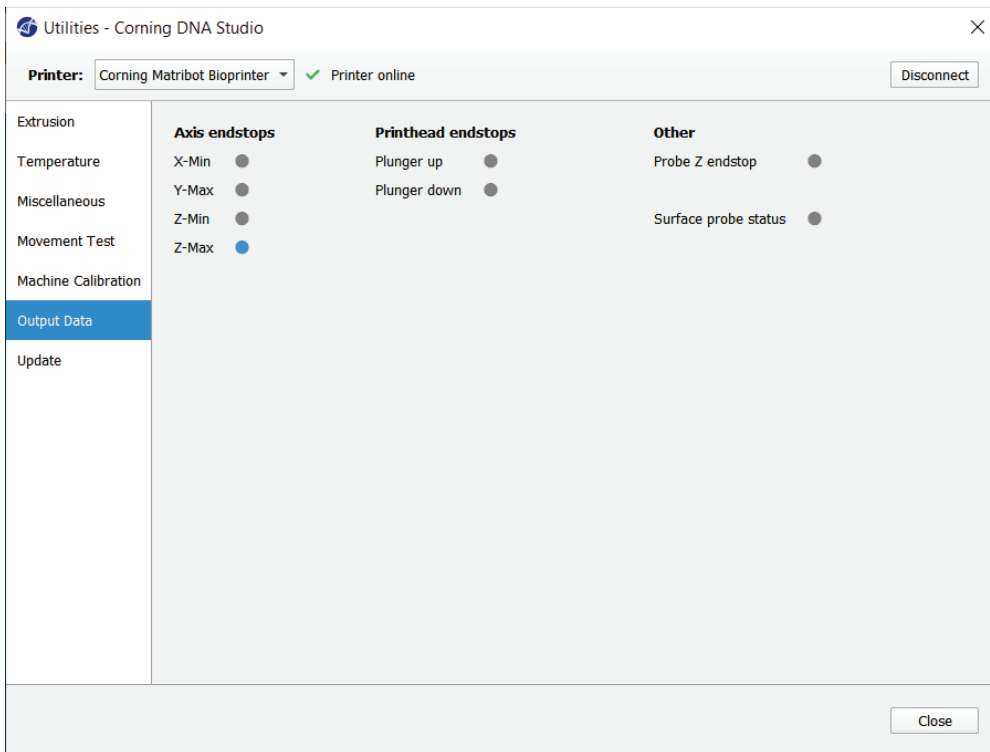 Utilities - Corning DNA Studio
Printer: Corning Matribot Bioprinter Printer online Disconnect
Extrusion
Temperature
Miscellaneous
Movement Test
Machine Calibration
Output Data
Update
Axis endstops
X-Min
Y-Max
Z-Min
Z-Max
Printhead endstops
Plunger up
Plunger down
Other
Probe Z endstop
Surface probe status
Close